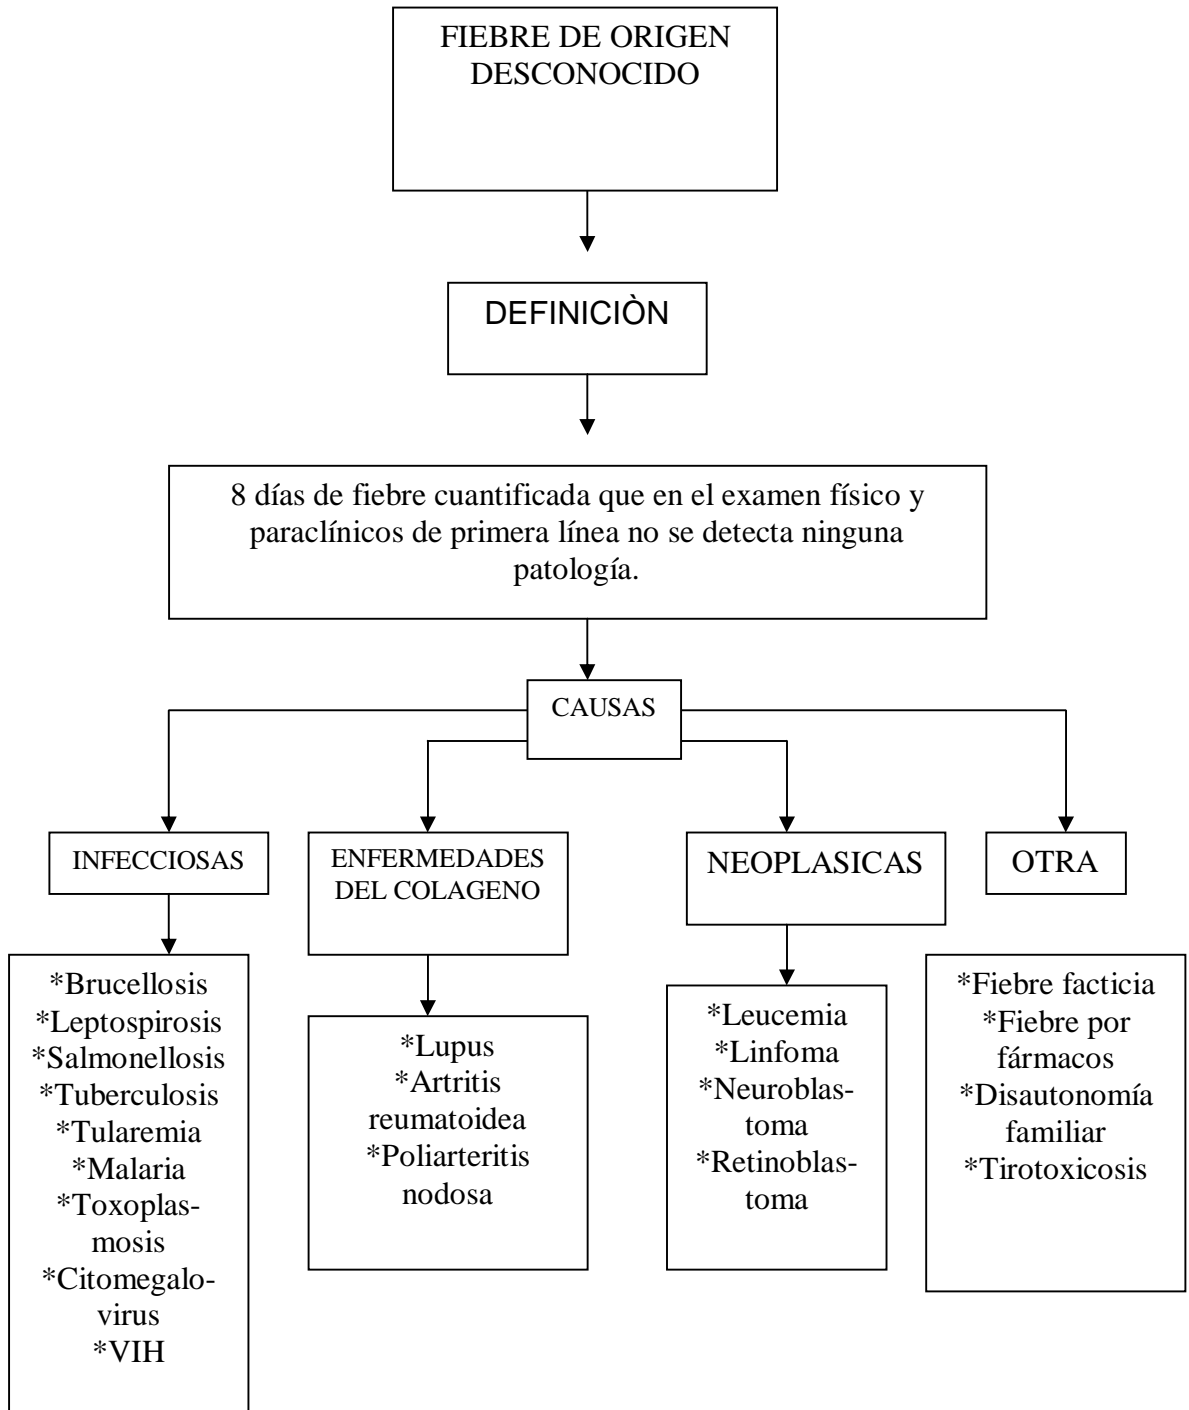 FIEBRE DE ORIGEN
DESCONOCIDO
DEFINICIÒN
8 días de fiebre cuantificada que en el examen físico y
paraclínicos de primera línea no se detecta ninguna
patología.
CAUSAS
INFECCIOSAS
ENFERMEDADES
DEL COLAGENO
NEOPLASICAS
OTRA
*Brucellosis
*Leptospirosis
*Salmonellosis
*Tuberculosis
*Tularemia
*Malaria
*Toxoplas-
mosis
*Citomegalo-
virus
*VIH
*Lupus
*Artritis
reumatoidea
*Poliarteritis
nodosa
*Leucemia
*Linfoma
*Neuroblas-
toma
*Retinoblas-
toma
*Fiebre facticia
*Fiebre por
fármacos
*Disautonomía
familiar
*Tirotoxicosis